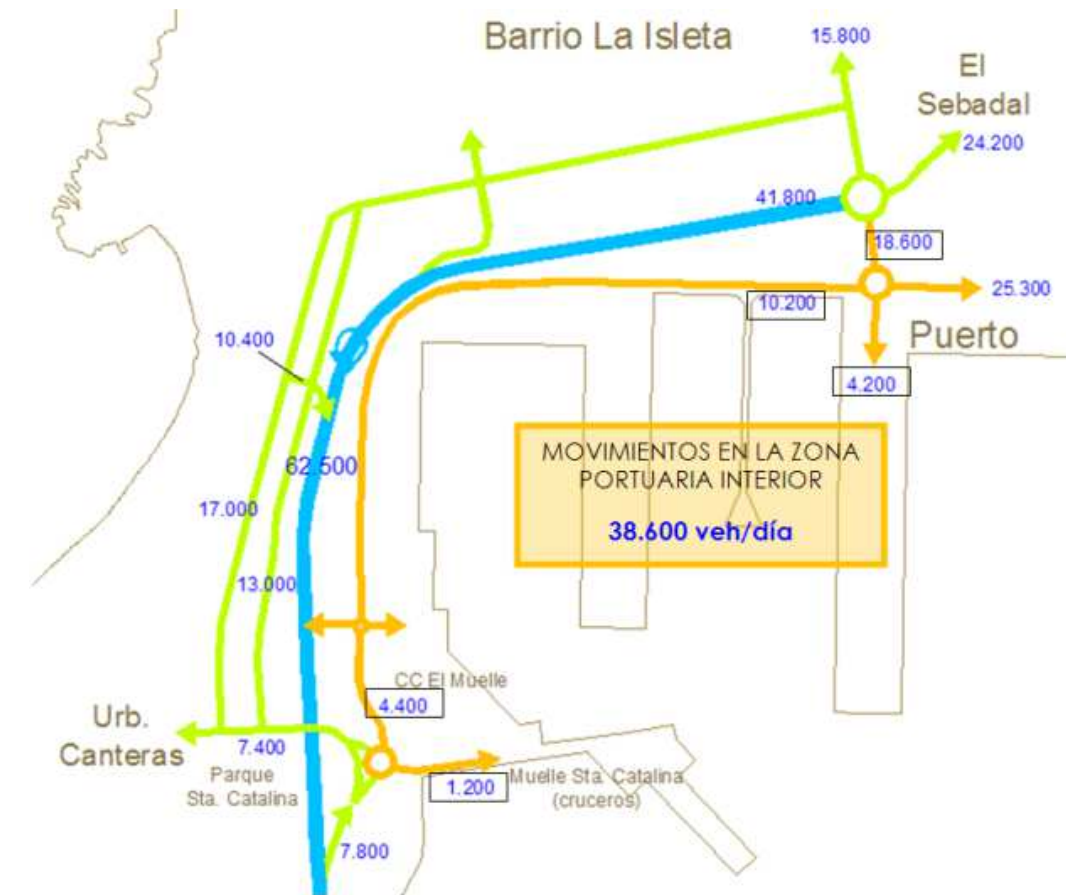 Barrio La Isleta
15.800
El
Sebadal
24.200
41.800
18.600
25.300
10.200
Puerto
10.400
4.200
MOVIMIENTOS EN LA ZONA
PORTUARIA INTERIOR
38.600 veh/día
62.500
17.000
13.000
CC El Muelle
4.400
Urb.
Canteras
7.400
Parque
Sta. Catalina
1.200
Muelle Sta. Catalina
(cruceros)
7.800